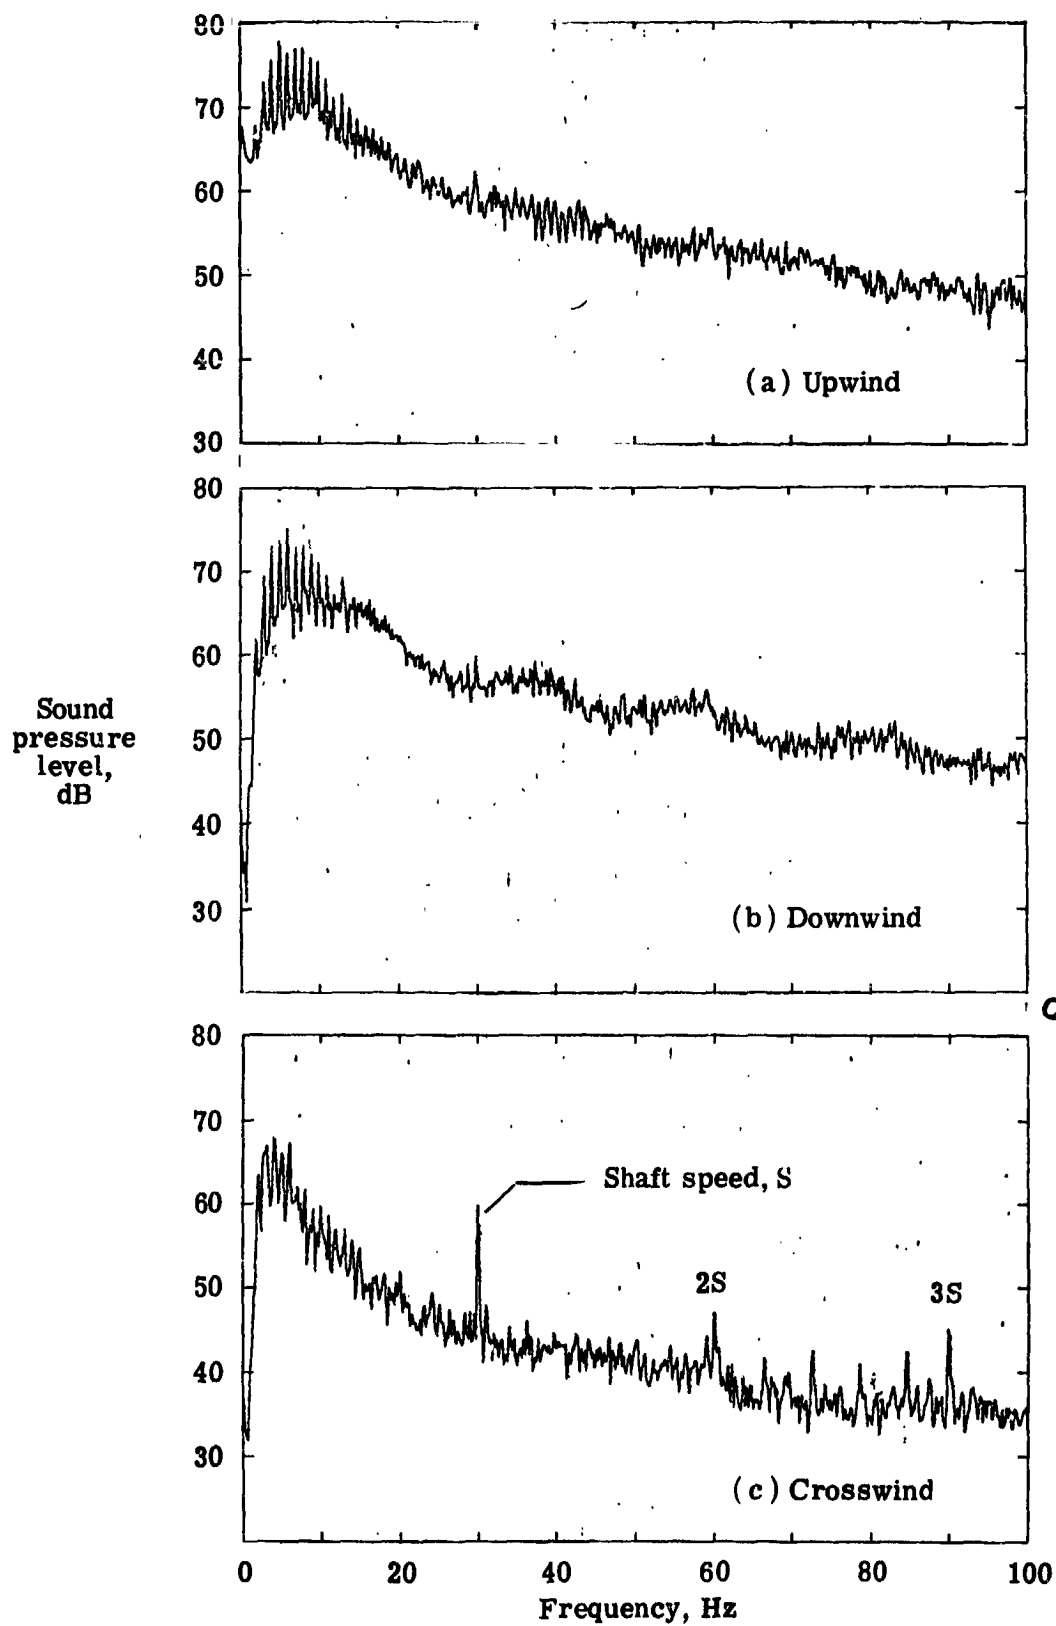 80
70
60
50
40
30
(a) Upwind
80
70
60
50
40
30
(b) Downwind
Sound
pressure
level,
dB
80
70
60
50
40
30
Shaft speed, S
2S
3S
(c) Crosswind
0 20 40 60 80 100
Frequency, Hz